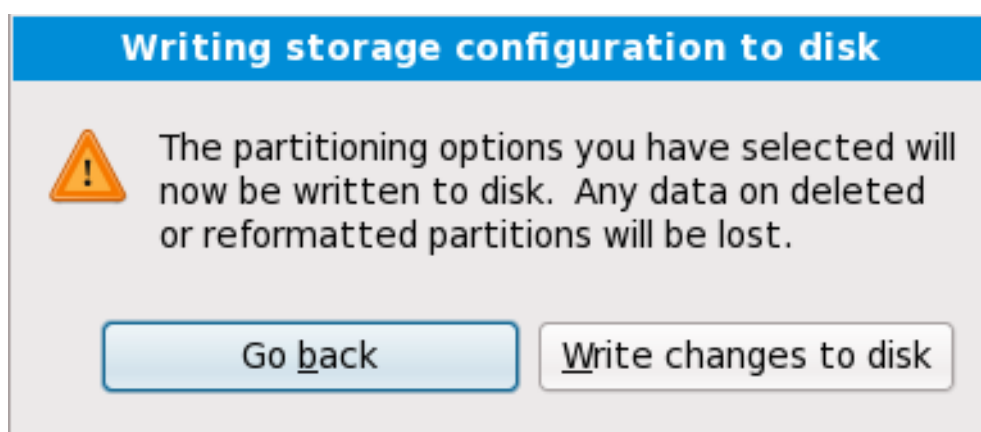 Writing storage configuration to disk
The partitioning options you have selected will
now be written to disk.  Any data on deleted
or reformatted partitions will be lost.
Go back
Write changes to disk